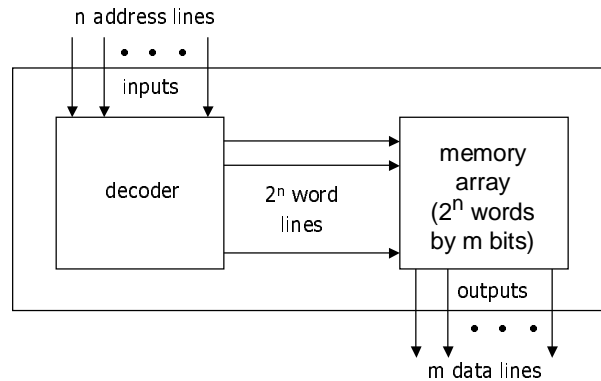 n address lines
inputs
decoder
2ⁿ word
lines
memory
array
(2ⁿ words
by m bits)
outputs
m data lines